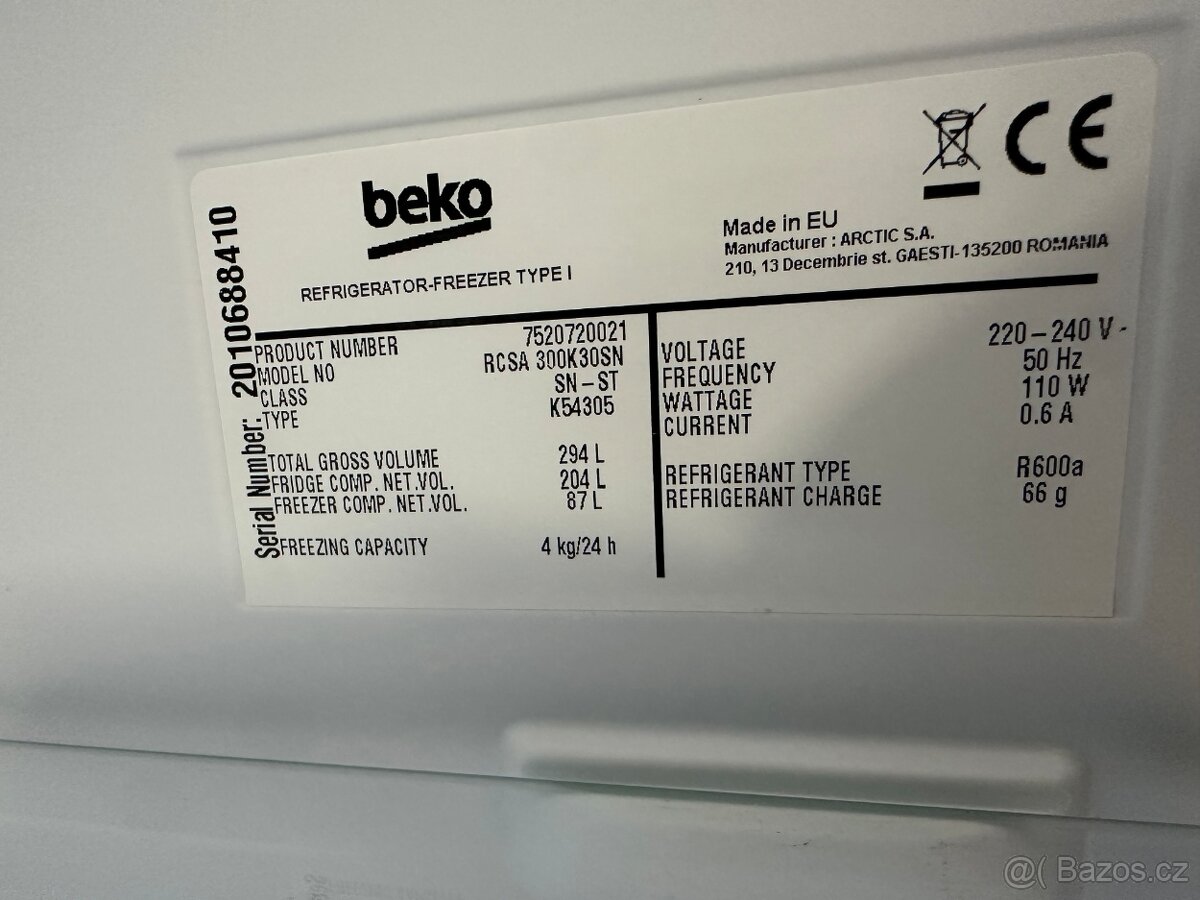 beko
REFRIGERATOR-FREEZER TYPE I
Made in EU
Manufacturer : ARCTIC S.A.
210, 13 Decembrie st. GAESTI-135200 ROMANIA
Serial Number: 2010688410
PRODUCT NUMBER 7520720021
MODEL NO RCSA 300K30SN
CLASS SN – ST
TYPE K54305
TOTAL GROSS VOLUME 294 L
FRIDGE COMP. NET.VOL. 204 L
FREEZER COMP. NET.VOL. 87 L
FREEZING CAPACITY 4 kg/24 h
VOLTAGE 220 – 240 V -
FREQUENCY 50 Hz
WATTAGE 110 W
CURRENT 0.6 A
REFRIGERANT TYPE R600a
REFRIGERANT CHARGE 66 g
CE
@( Bazos.cz